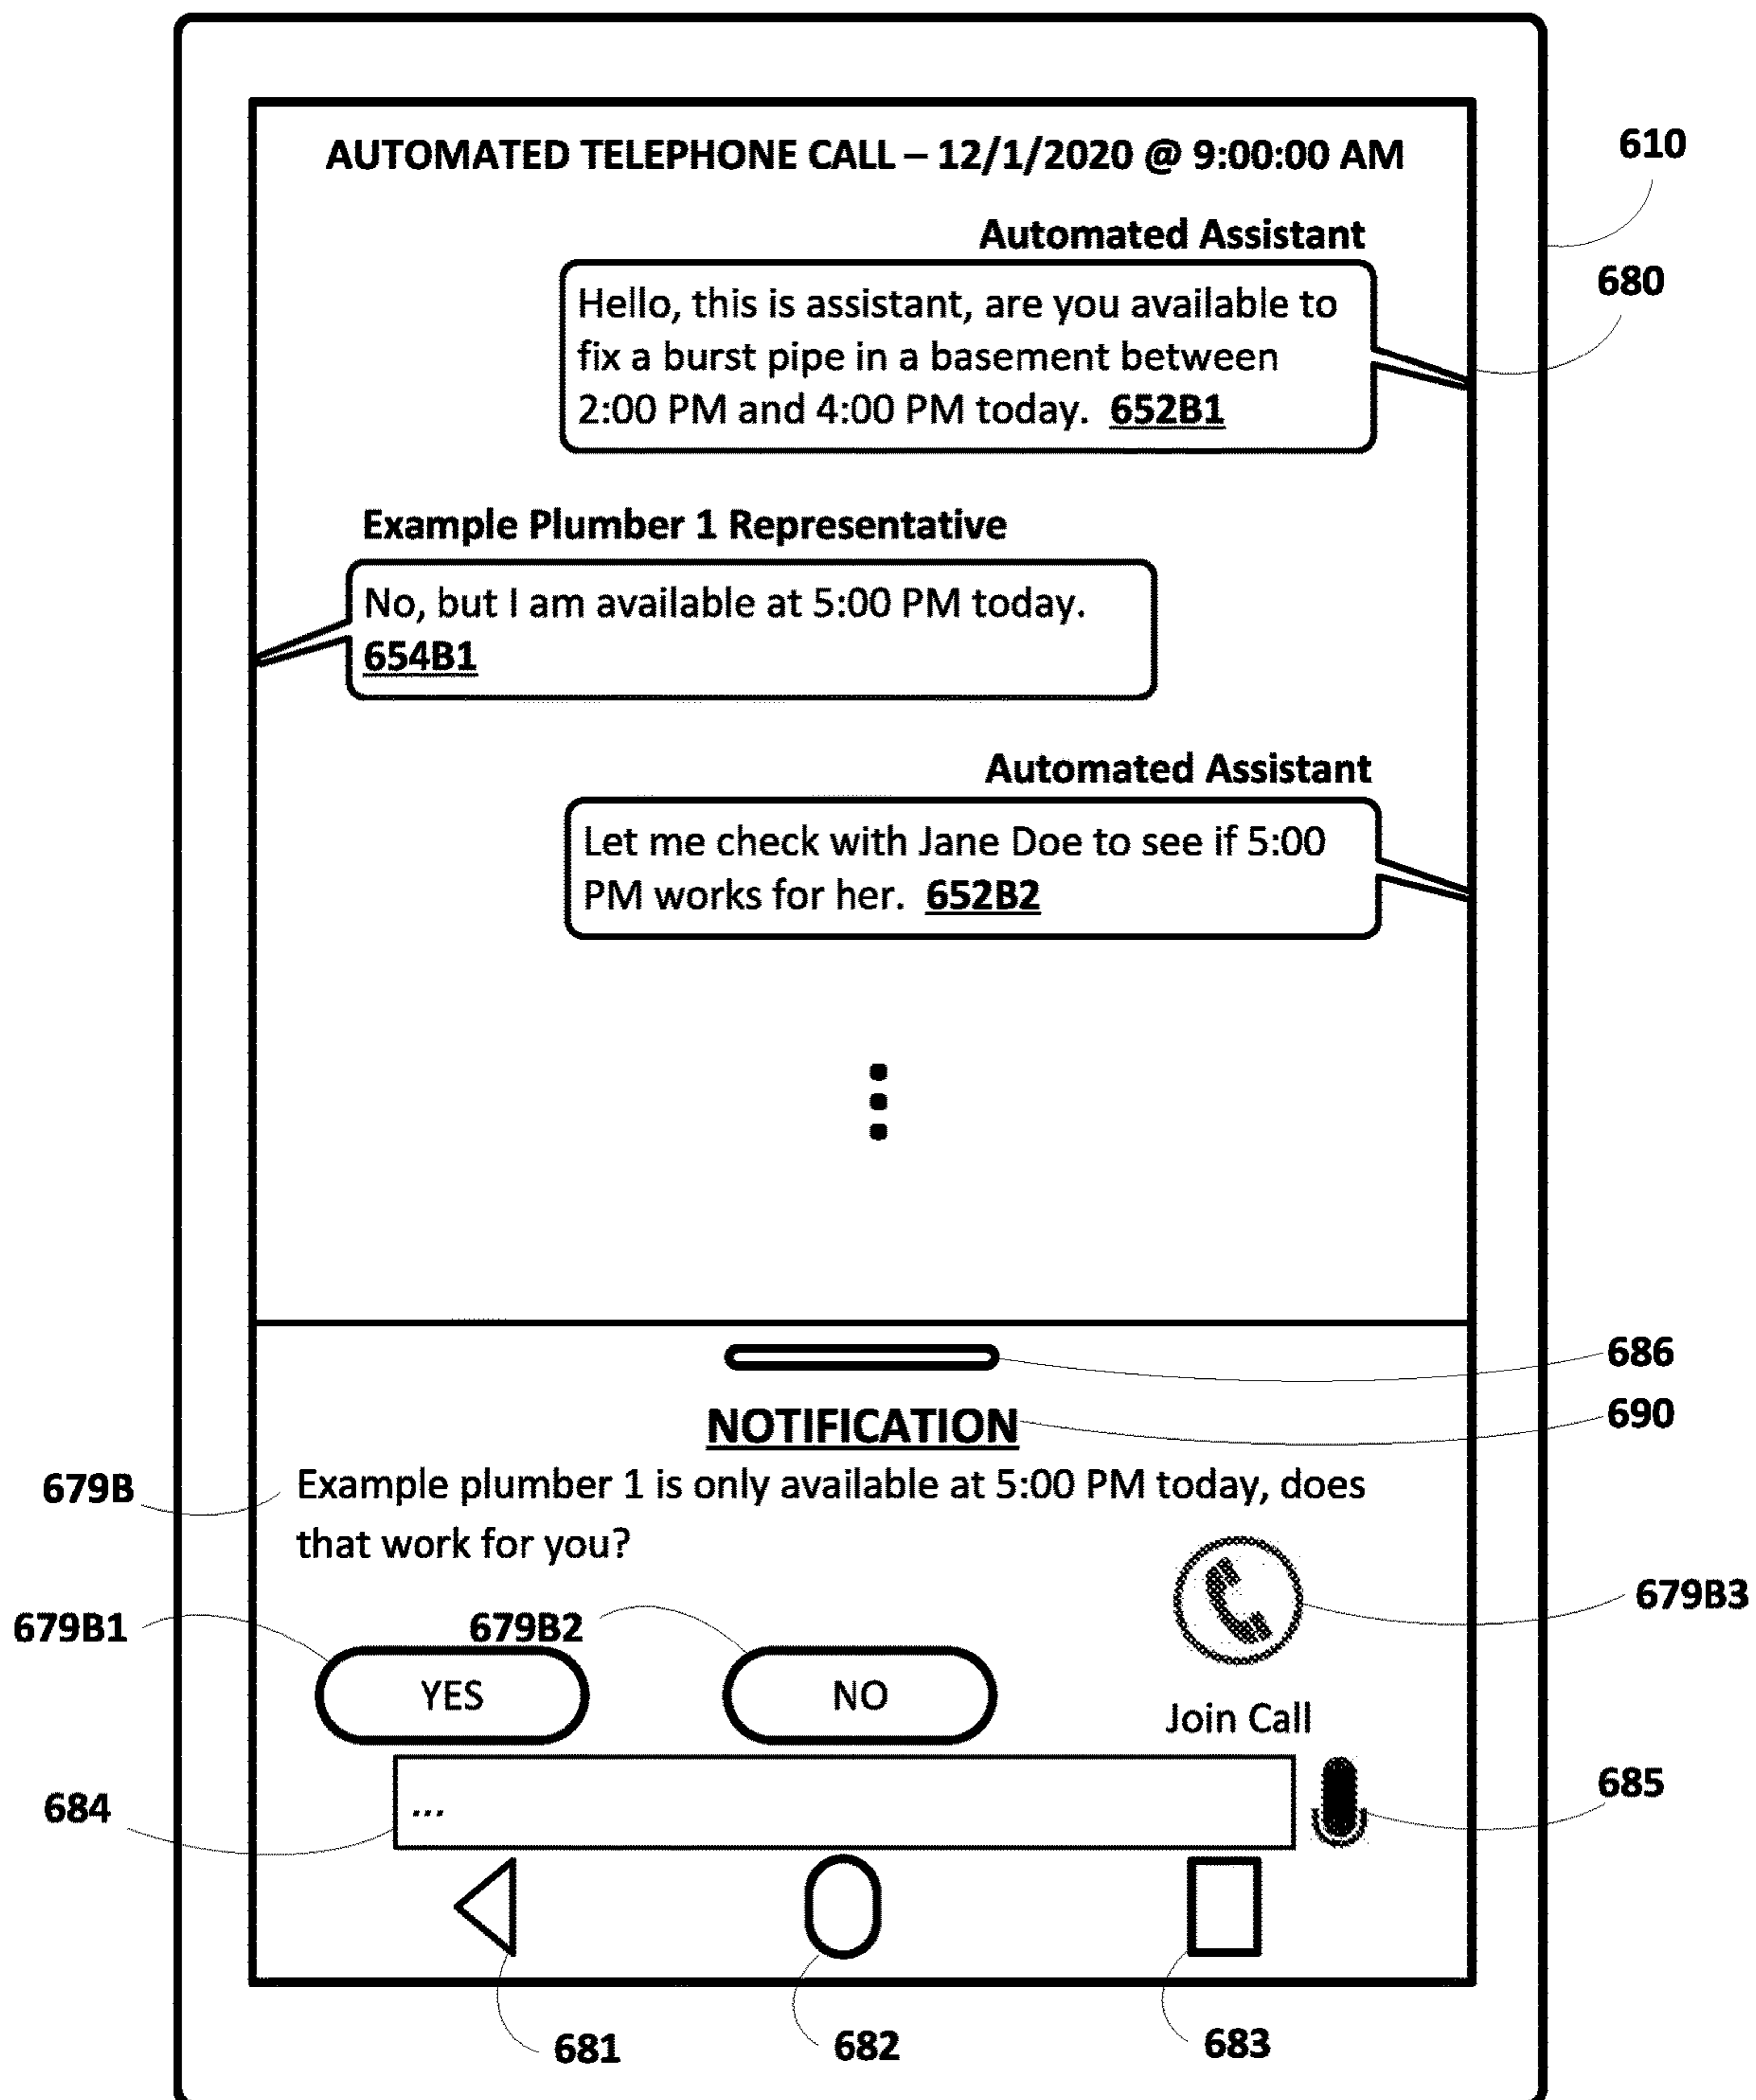 AUTOMATED TELEPHONE CALL – 12/1/2020 @ 9:00:00 AM
610
Automated Assistant
680
Hello, this is assistant, are you available to
fix a burst pipe in a basement between
2:00 PM and 4:00 PM today. 652B1
Example Plumber 1 Representative
No, but I am available at 5:00 PM today.
654B1
Automated Assistant
Let me check with Jane Doe to see if 5:00
PM works for her. 652B2
686
690
NOTIFICATION
679B
Example plumber 1 is only available at 5:00 PM today, does
that work for you?
679B3
679B1
679B2
YES
NO
Join Call
684
...
685
681
682
683